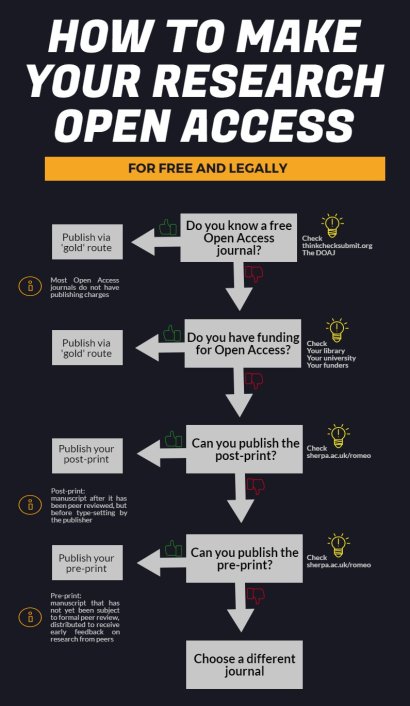 HOW TO MAKE
YOUR RESEARCH
OPEN ACCESS
FOR FREE AND LEGALLY
Do you know a free
Open Access
journal?
Publish via
'gold' route
Check
thinkchecksubmit.org
The DOAJ
Most Open Access
journals do not have
publishing charges
Do you have funding
for Open Access?
Publish via
'gold' route
Check
Your library
Your university
Your funders
Can you publish the
post-print?
Publish your
post-print
Check
sherpa.ac.uk/romeo
Post-print:
manuscript after it has
been peer reviewed, but
before type-setting by
the publisher
Can you publish the
pre-print?
Publish your
pre-print
Check
sherpa.ac.uk/romeo
Pre-print:
manuscript that has
not yet been subject
to formal peer review,
distributed to receive
early feedback on
research from peers
Choose a different
journal